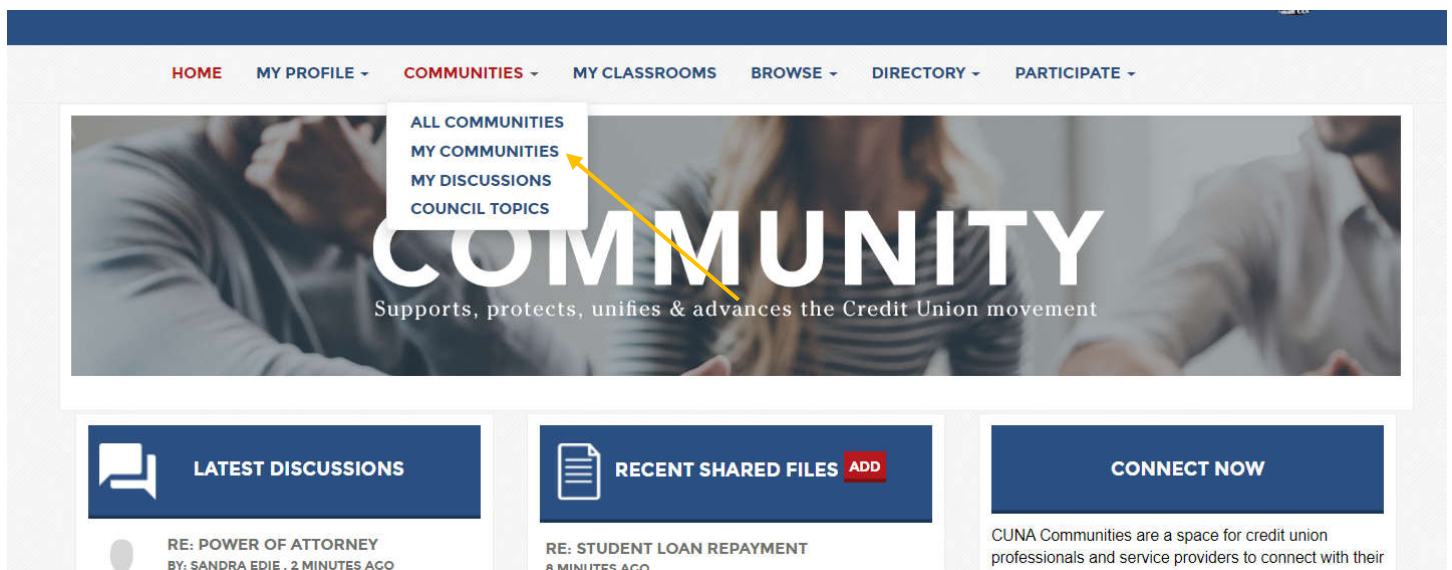 HOME MY PROFILE COMMUNITIES MY CLASSROOMS BROWSE DIRECTORY PARTICIPATE
ALL COMMUNITIES
MY COMMUNITIES
MY DISCUSSIONS
COUNCIL TOPICS
COMMUNITY
Supports, protects, unifies & advances the Credit Union movement
LATEST DISCUSSIONS
RE: POWER OF ATTORNEY
BY: SANDRA EDIE , 2 MINUTES AGO
RECENT SHARED FILES ADD
RE: STUDENT LOAN REPAYMENT
8 MINUTES AGO
CONNECT NOW
CUNA Communities are a space for credit union
professionals and service providers to connect with their